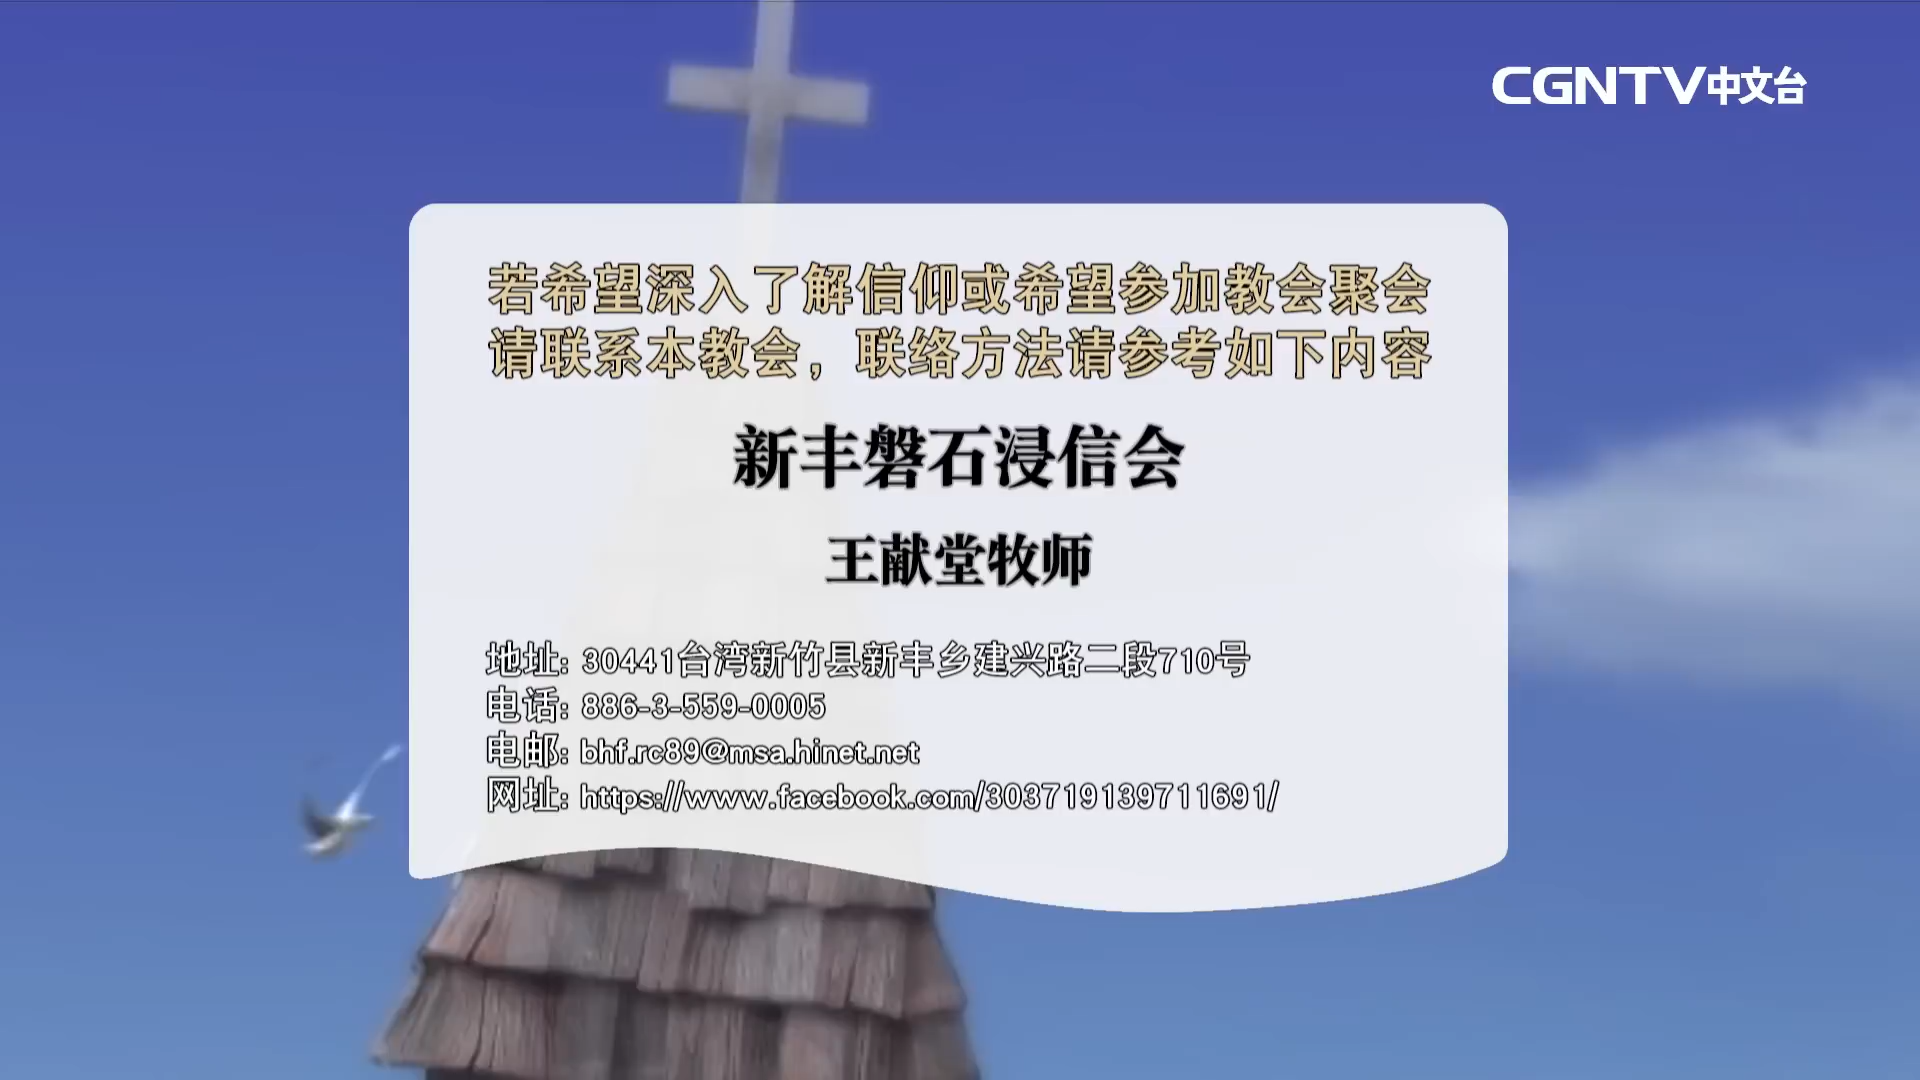 CGNTV中文台
若希望深入了解信仰或希望参加教会聚会
请联系本教会，联络方法请参考如下内容
新丰磐石浸信会
王献堂牧师
地址: 30441台湾新竹县新丰乡建兴路二段710号
电话: 886-3-559-0005
电邮: bhf.rc89@msa.hinet.net
网址: https://www.facebook.com/303719139711691/